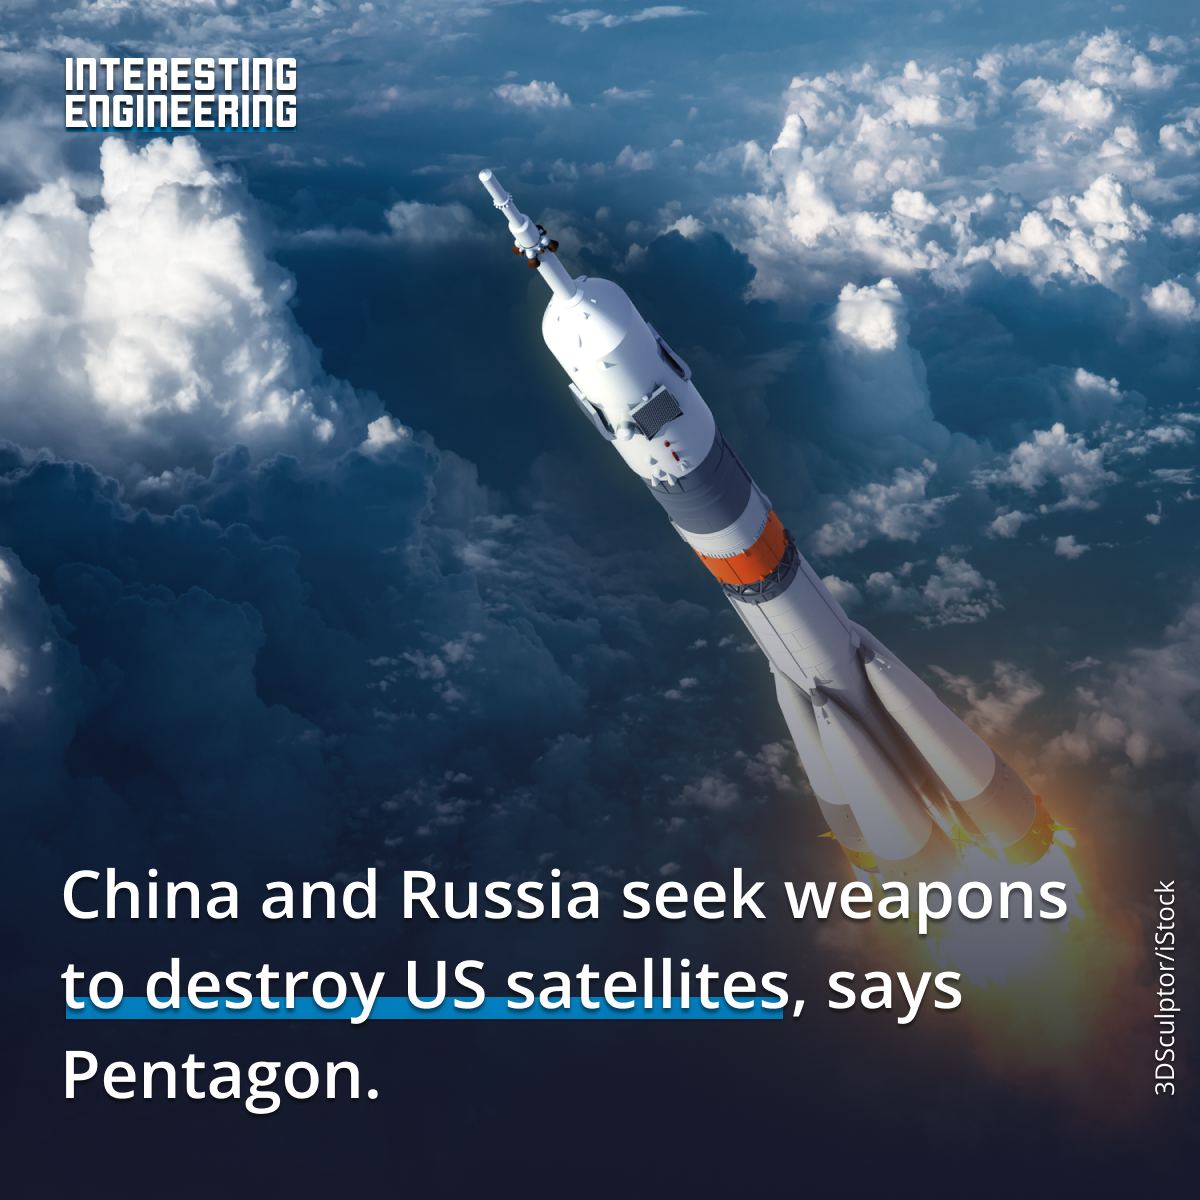 INTERESTING
ENGINEERING
China and Russia seek weapons
to destroy US satellites, says
Pentagon.
3DSculptor/iStock